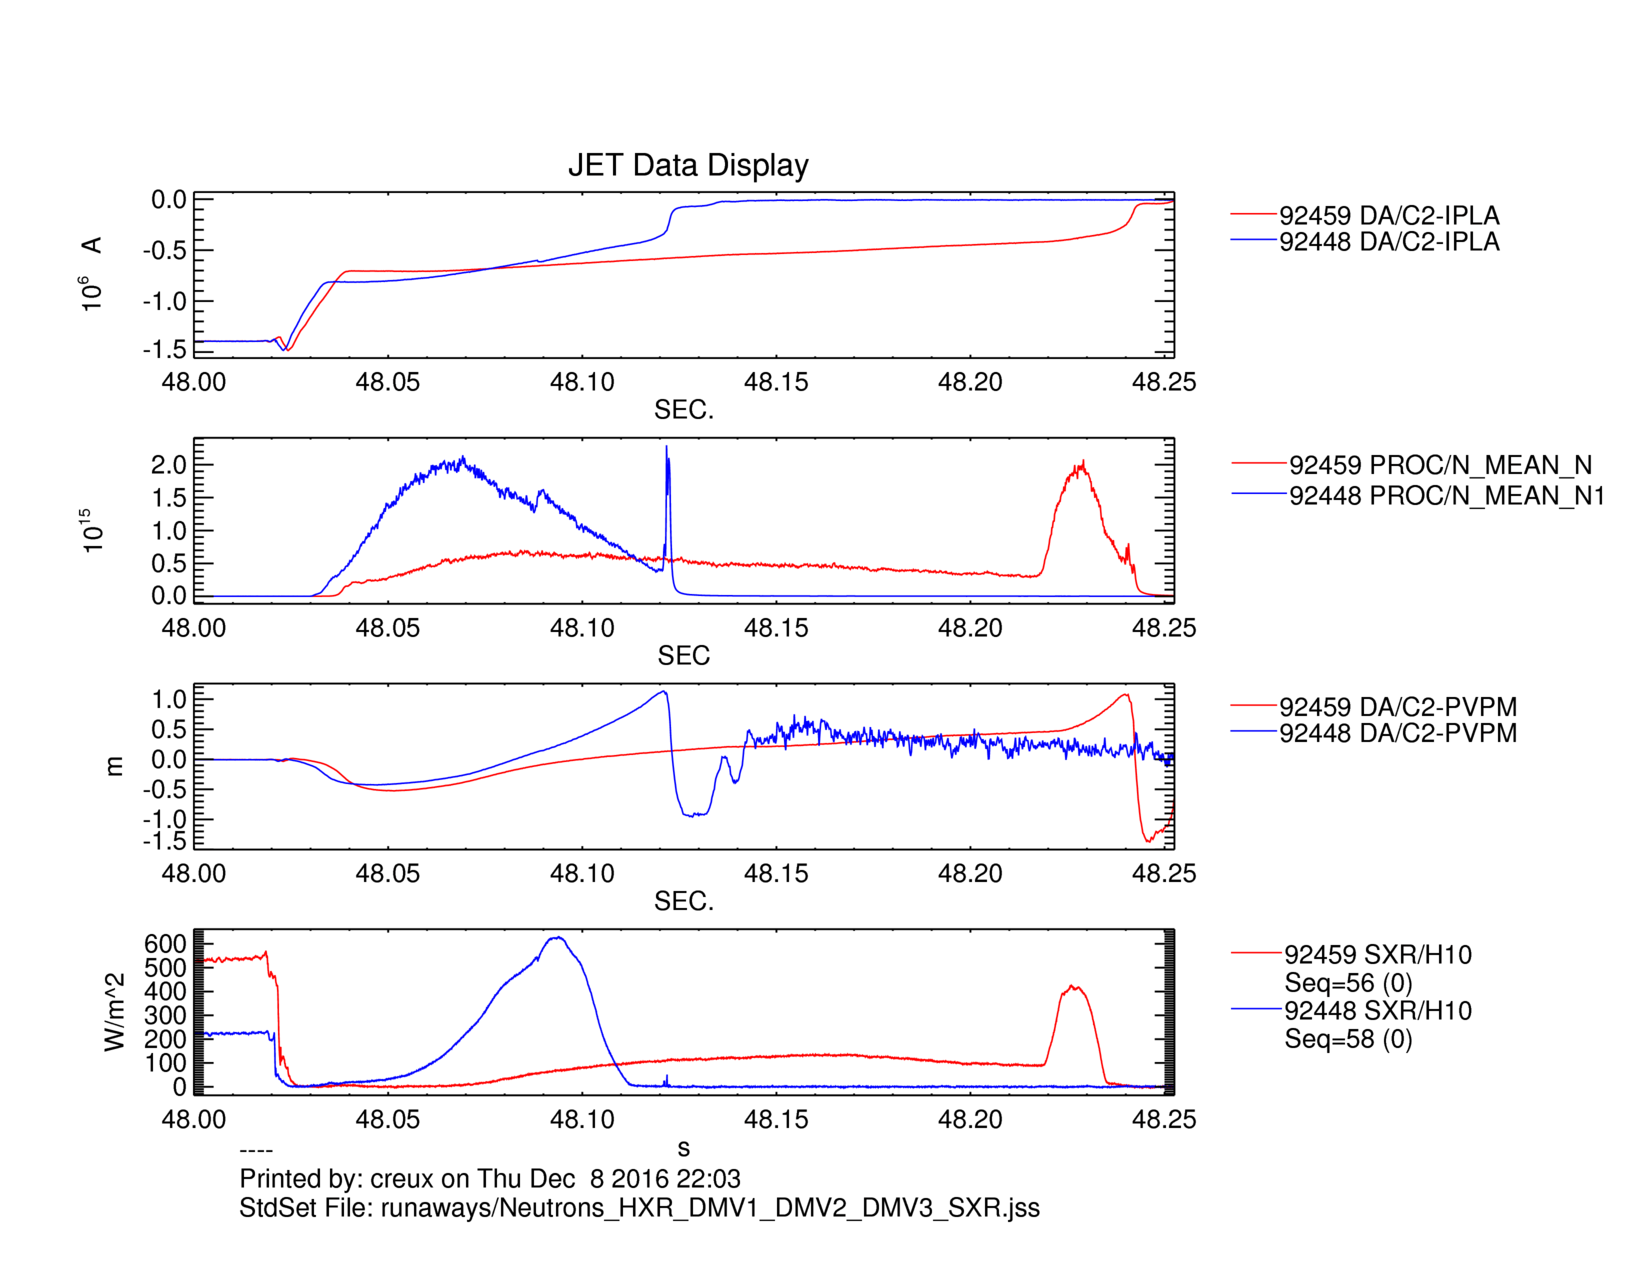 JET Data Display
0.0
-0.5
-1.0
-1.5
10⁶ A
48.00 48.05 48.10 48.15 48.20 48.25
SEC.
92459 DA/C2-IPLA
92448 DA/C2-IPLA
2.0
1.5
1.0
0.5
0.0
10¹⁵
48.00 48.05 48.10 48.15 48.20 48.25
SEC
92459 PROC/N_MEAN_N
92448 PROC/N_MEAN_N1
1.0
0.5
0.0
-0.5
-1.0
-1.5
m
48.00 48.05 48.10 48.15 48.20 48.25
SEC.
92459 DA/C2-PVPM
92448 DA/C2-PVPM
600
500
400
300
200
100
0
W/m^2
48.00 48.05 48.10 48.15 48.20 48.25
s
92459 SXR/H10
Seq=56 (0)
92448 SXR/H10
Seq=58 (0)
----
Printed by: creux on Thu Dec 8 2016 22:03
StdSet File: runaways/Neutrons_HXR_DMV1_DMV2_DMV3_SXR.jss